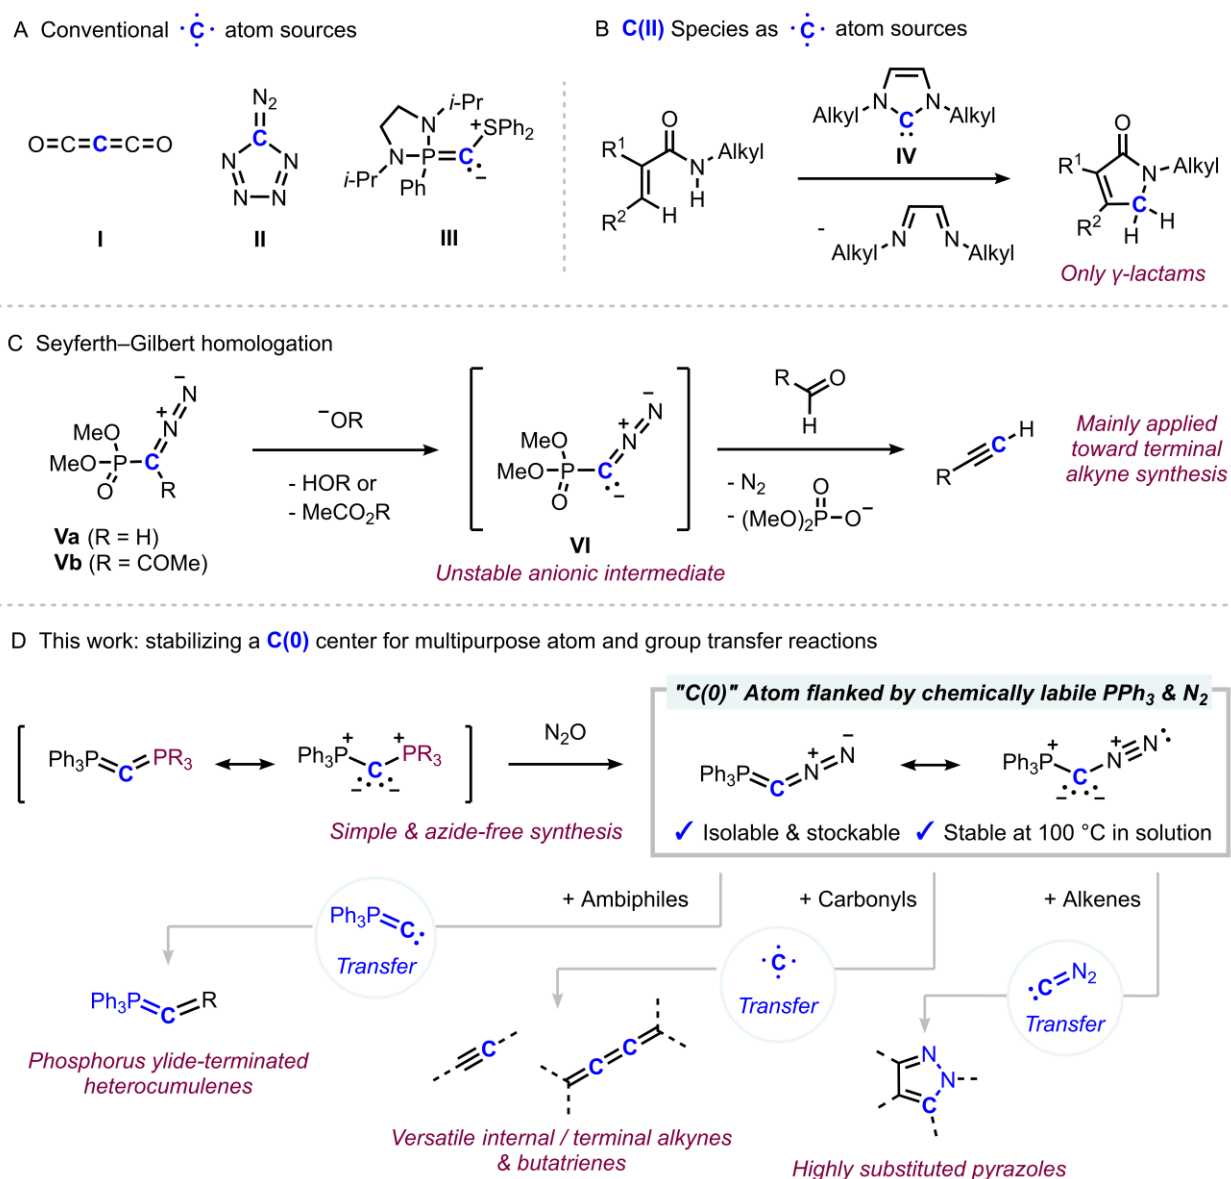 A Conventional ·C· atom sources
B C(II) Species as ·C· atom sources
O=C=C=C=O
I
N2
C
N
N
N
N
II
i-Pr
N
+
SPh2
N
P
C
i-Pr
Ph
−
III
O
R1
N
Alkyl
H
R2
H
N
N
Alkyl
Alkyl
C
IV
-
Alkyl
N
N
Alkyl
O
R1
N
Alkyl
R2
C
H
H
Only γ-lactams
C Seyferth–Gilbert homologation
−
N
+
N
MeO
O
MeO
P
C
O
R
Va (R = H)
Vb (R = COMe)
−OR
- HOR or
- MeCO2R
−
N
+
N
MeO
O
MeO
P
C
O
−
VI
Unstable anionic intermediate
R
O
H
- N2
O
- (MeO)2P-O−
R
C
H
Mainly applied
toward terminal
alkyne synthesis
D This work: stabilizing a C(0) center for multipurpose atom and group transfer reactions
"C(0)" Atom flanked by chemically labile PPh3 & N2
Ph3P
C
PR3
+
+
Ph3P
PR3
C
−
−
N2O
Simple & azide-free synthesis
Ph3P
C
+
N
−
N
+
Ph3P
C
−
−
+
N
N
✓ Isolable & stockable ✓ Stable at 100 °C in solution
+ Ambiphiles
+ Carbonyls
+ Alkenes
Ph3P
C
Transfer
·C·
Transfer
:C=N2
Transfer
Ph3P
C
R
Phosphorus ylide-terminated
heterocumulenes
C
C
C
Versatile internal / terminal alkynes
& butatrienes
N
N
C
Highly substituted pyrazoles